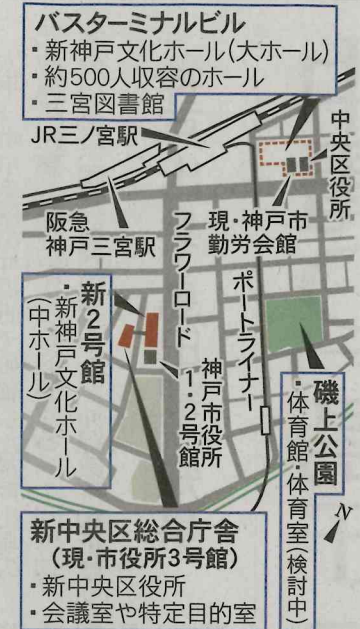 バスターミナルビル
・新神戸文化ホール(大ホール)
・約500人収容のホール
・三宮図書館
JR三ノ宮駅
中央区役所
阪急
神戸三宮駅
現・神戸市
勤労会館
フラワーロード
ポートライナー
新2号館
・新神戸文化ホール
(中ホール)
神戸市役所
1・2号館
磯上公園
・体育館・体育室(検討中)
N
新中央区総合庁舎
(現・市役所3号館)
・新中央区役所
・会議室や特定目的室